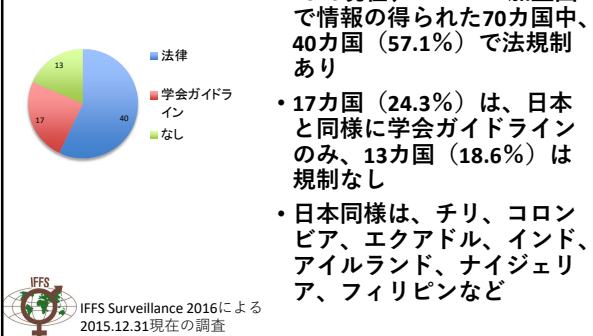 で情報の得られた70カ国中、
40カ国（57.1%）で法規制
あり
• 17カ国（24.3%）は、日本
と同様に学会ガイドライン
のみ、13カ国（18.6%）は
規制なし
• 日本同様は、チリ、コロン
ビア、エクアドル、インド、
アイルランド、ナイジェリ
ア、フィリピンなど
13
17
40
法律
学会ガイドラ
イン
なし
IFFS
IFFS Surveillance 2016による
2015.12.31現在の調査